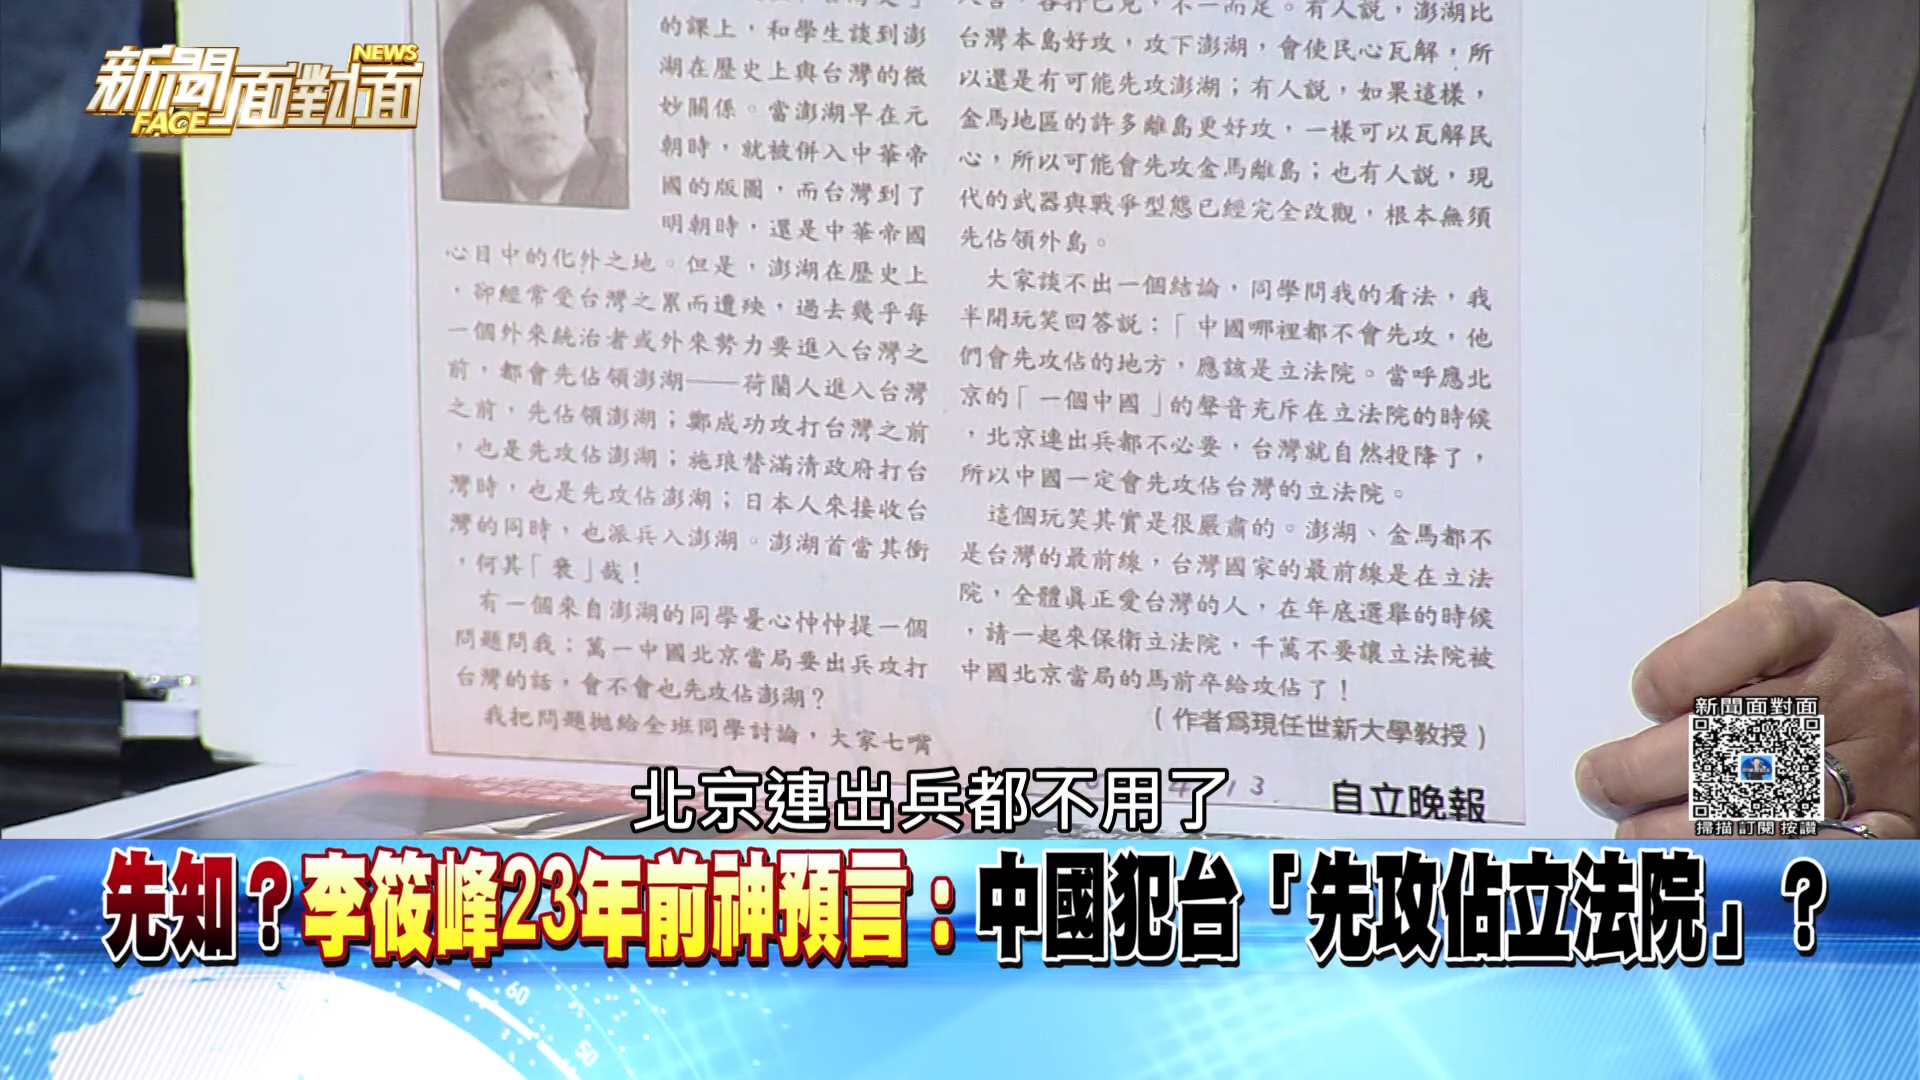 新聞面對面
NEWS
FACE
的課上，和學生談到澎
湖在歷史上與台灣的微
妙關係。當澎湖早在元
朝時，就被併入中華帝
國的版圖，而台灣到了
明朝時，還是中華帝國
心目中的化外之地。但是，澎湖在歷史上
，卻經常受台灣之累而遭殃，過去幾乎每
一個外來統治者或外來勢力要進入台灣之
前，都會先佔領澎湖——荷蘭人進入台灣
之前，先佔領澎湖；鄭成功攻打台灣之前
，也是先攻佔澎湖；施琅替滿清政府打台
灣時，也是先攻佔澎湖；日本人來接收台
灣的同時，也派兵入澎湖。澎湖首當其衝
，何其「衰」哉！
有一個來自澎湖的同學憂心忡忡提一個
問題問我：萬一中國北京當局要出兵攻打
台灣的話，會不會也先攻佔澎湖？
我把問題拋給全班同學討論，大家七嘴
八舌，各抒己見，不一而足。有人說，澎湖比
台灣本島好攻，攻下澎湖，會使民心瓦解，所
以還是有可能先攻澎湖；有人說，如果這樣，
金馬地區的許多離島更好攻，一樣可以瓦解民
心，所以可能會先攻金馬離島；也有人說，現
代的武器與戰爭型態已經完全改觀，根本無須
先佔領外島。
大家談不出一個結論，同學問我的看法，我
半開玩笑回答說：「中國哪裡都不會先攻，他
們會先攻佔的地方，應該是立法院。當呼應北
京的「一個中國」的聲音充斥在立法院的時候
，北京連出兵都不必要，台灣就自然投降了，
所以中國一定會先攻佔台灣的立法院。
這個玩笑其實是很嚴肅的。澎湖、金馬都不
是台灣的最前線，台灣國家的最前線是在立法
院，全體真正愛台灣的人，在年底選舉的時候
，請一起來保衛立法院，千萬不要讓立法院被
中國北京當局的馬前卒給攻佔了！
（作者為現任世新大學教授）
自立晚報
新聞面對面
掃描 訂閱 按讚
北京連出兵都不用了
先知？李筱峰23年前神預言：中國犯台「先攻佔立法院」？
60
50